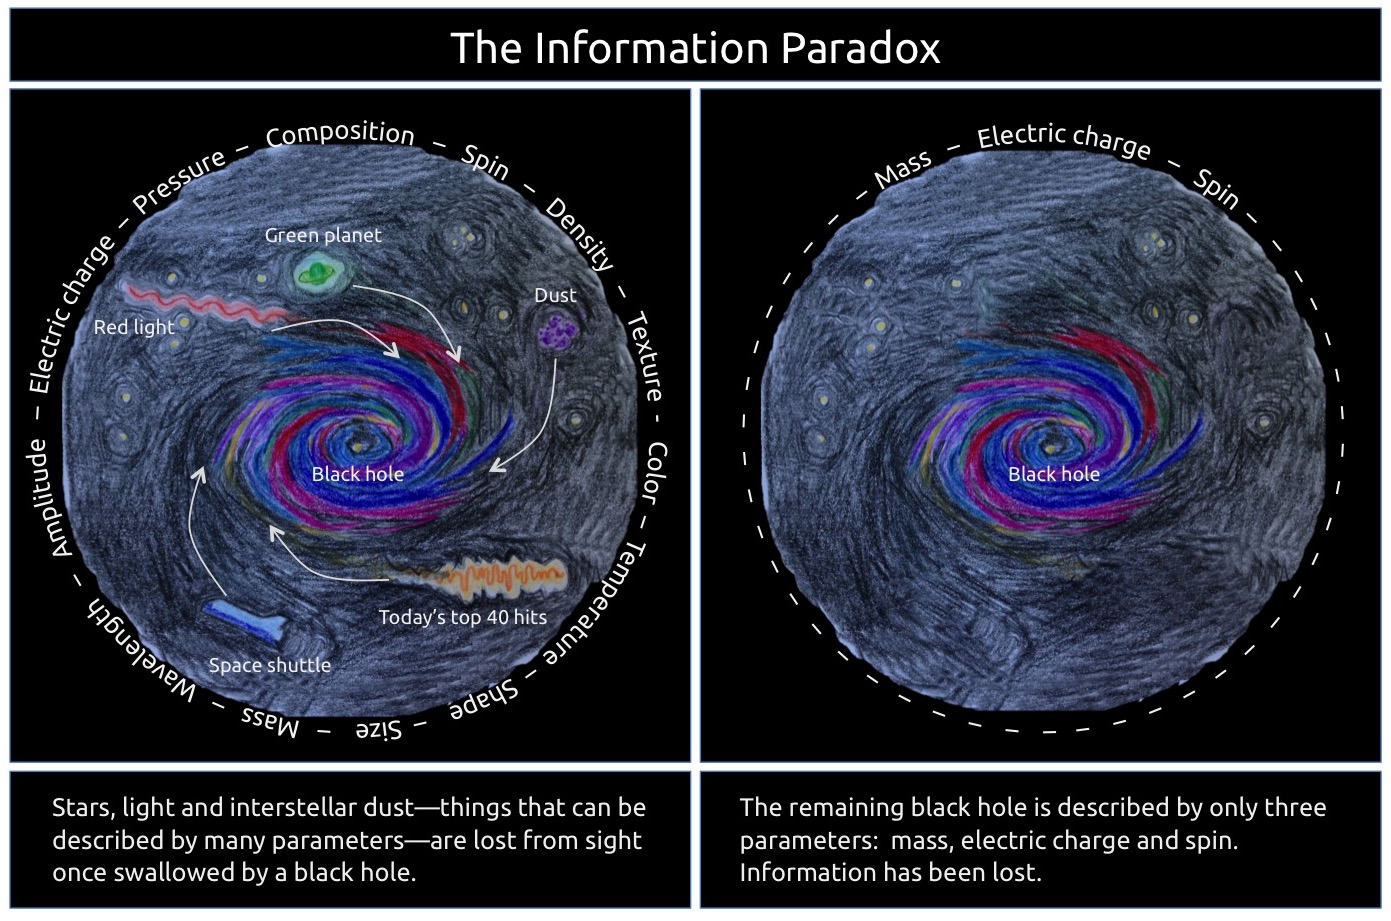 The Information Paradox
Electric charge – Pressure – Composition – Spin – Density – Texture - Color – Temperature – Shape – Size – Mass – Wavelength – Amplitude –
Green planet
Red light
Dust
Black hole
Today’s top 40 hits
Space shuttle
– Mass – Electric charge – Spin –
Black hole
Stars, light and interstellar dust—things that can be
described by many parameters—are lost from sight
once swallowed by a black hole.
The remaining black hole is described by only three
parameters:  mass, electric charge and spin.
Information has been lost.